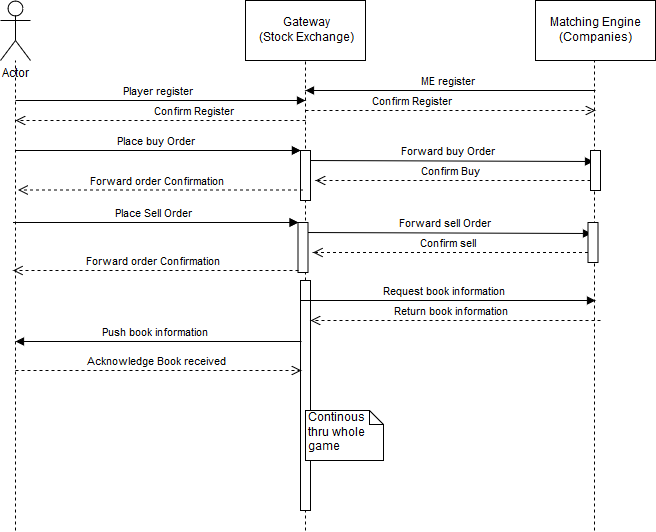 Gateway
(Stock Exchange)
Matching Engine
(Companies)
Actor
ME register
Player register
Confirm Register
Confirm Register
Place buy Order
Forward buy Order
Confirm Buy
Forward order Confirmation
Place Sell Order
Forward sell Order
Confirm sell
Forward order Confirmation
Request book information
Return book information
Push book information
Acknowledge Book received
Continous
thru whole
game